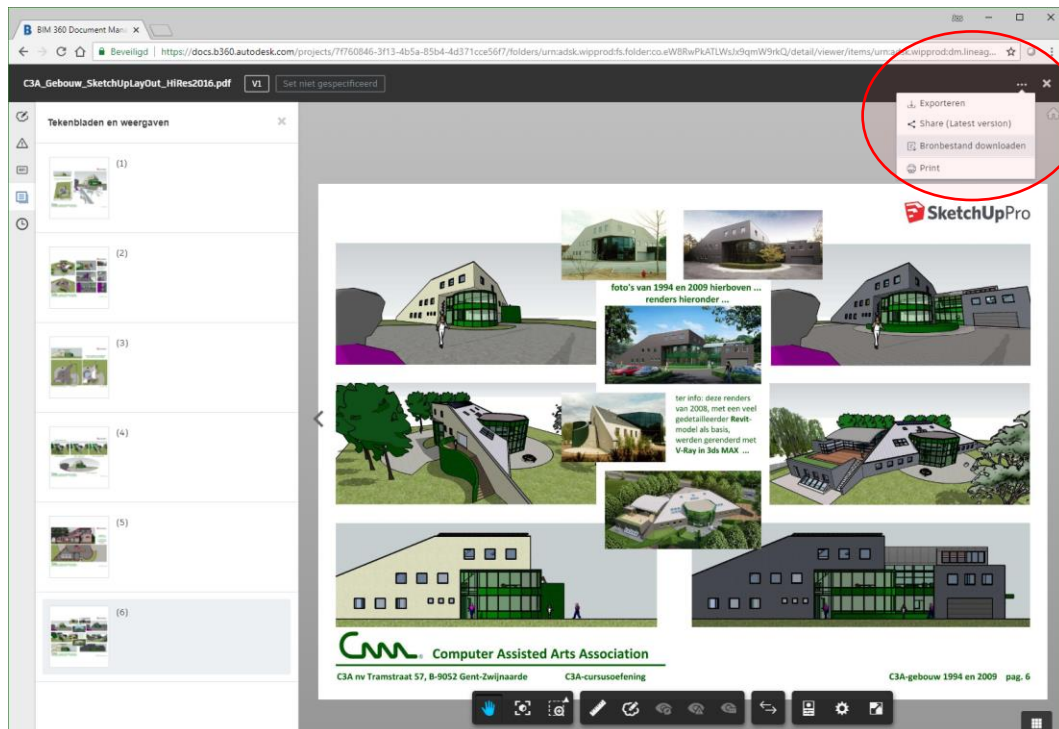 BIM 360 Document Man
Beveiligd | https://docs.b360.autodesk.com/projects/7f760846-3f13-4b5a-85b4-4d371cce56f7/folders/urn:adsk.wipprod:fs.folder:co.eW8RwPkATLWsJx9qmW9rkQ/detail/viewer/items/urn:adsk.wipprod:dm.lineag...
C3A_Gebouw_SketchUpLayOut_HiRes2016.pdf V1 Set niet gespecificeerd
Exporteren
Share (Latest version)
Bronbestand downloaden
Print
Tekenbladen en weergaven
(1)
(2)
(3)
(4)
(5)
(6)
SketchUpPro
foto's van 1994 en 2009 hierboven ...
renders hieronder ...
ter info: deze renders
van 2008, met een veel
gedetailleerder Revit-
model als basis,
werden gerenderd met
V-Ray in 3ds MAX ...
Computer Assisted Arts Association
C3A nv Tramstraat 57, B-9052 Gent-Zwijnaarde C3A-cursusoefening C3A-gebouw 1994 en 2009 pag. 6